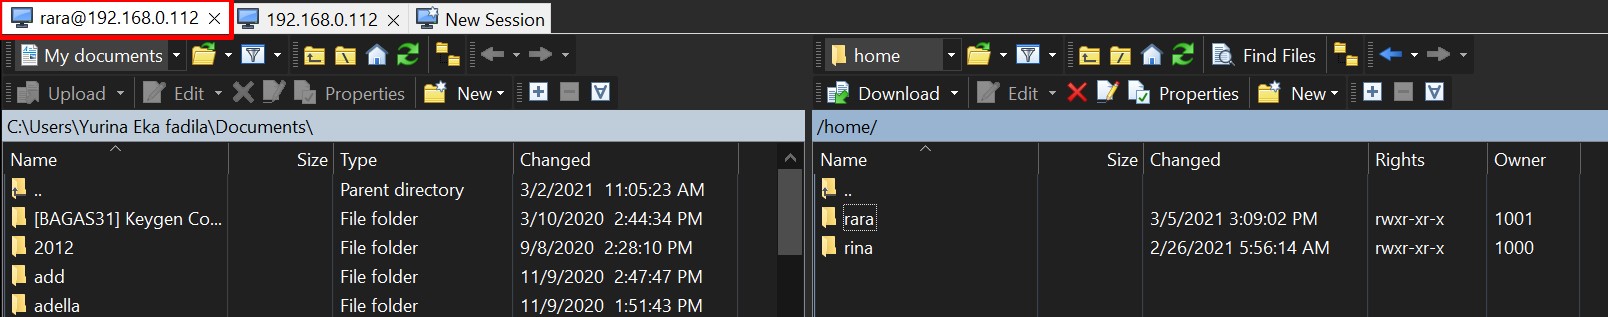 rara@192.168.0.112 192.168.0.112 New Session
My documents
Upload Edit Properties New
C:\Users\Yurina Eka fadila\Documents\
Name Size Type Changed
.. Parent directory 3/2/2021 11:05:23 AM
[BAGAS31] Keygen Co... File folder 3/10/2020 2:44:34 PM
2012 File folder 9/8/2020 2:28:10 PM
add File folder 11/9/2020 2:47:47 PM
adella File folder 11/9/2020 1:51:43 PM
home Find Files
Download Edit Properties New
/home/
Name Size Changed Rights Owner
..
rara 3/5/2021 3:09:02 PM rwxr-xr-x 1001
rina 2/26/2021 5:56:14 AM rwxr-xr-x 1000